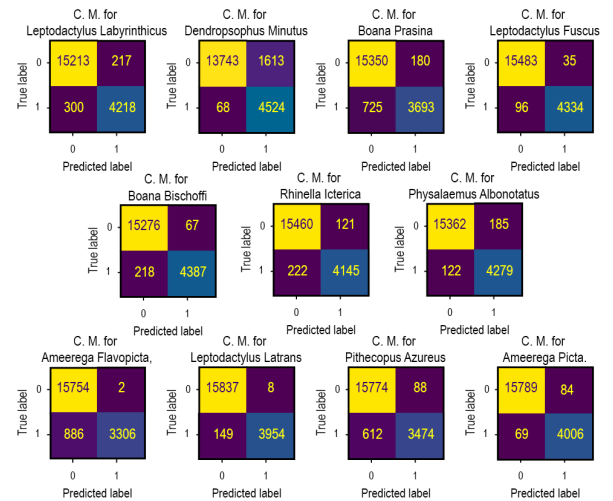 C. M. for
Leptodactylus Labyrinthicus
True label
0
15213 217
1
300 4218
0 1
Predicted label
C. M. for
Dendropsophus Minutus
True label
0
13743 1613
1
68 4524
0 1
Predicted label
C. M. for
Boana Prasina
True label
0
15350 180
1
725 3693
0 1
Predicted label
C. M. for
Leptodactylus Fuscus
True label
0
15483 35
1
96 4334
0 1
Predicted label
C. M. for
Boana Bischoffi
True label
0
15276 67
1
218 4387
0 1
Predicted label
C. M. for
Rhinella Icterica
True label
0
15460 121
1
222 4145
0 1
Predicted label
C. M. for
Physalaemus Albonotatus
True label
0
15362 185
1
122 4279
0 1
Predicted label
C. M. for
Ameerega Flavopicta,
True label
0
15754 2
1
886 3306
0 1
Predicted label
C. M. for
Leptodactylus Latrans
True label
0
15837 8
1
149 3954
0 1
Predicted label
C. M. for
Pithecopus Azureus
True label
0
15774 88
1
612 3474
0 1
Predicted label
C. M. for
Ameerega Picta.
True label
0
15789 84
1
69 4006
0 1
Predicted label